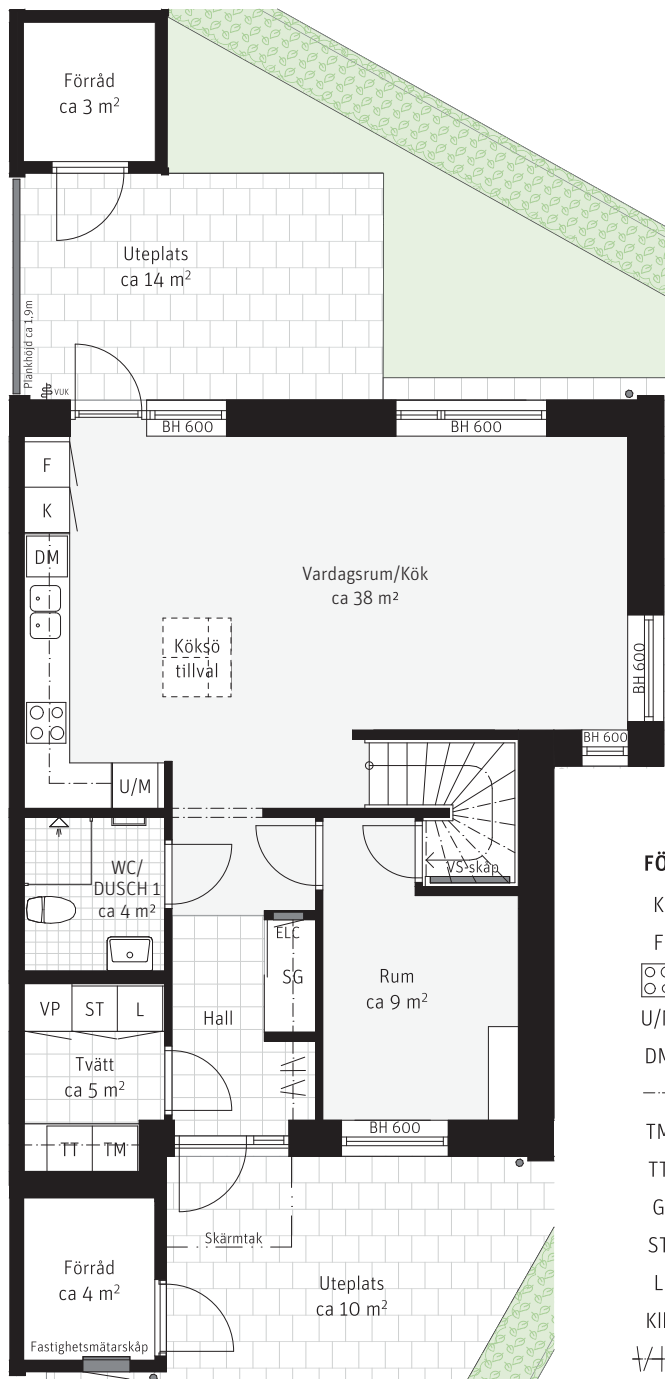 Förråd
ca 3 m²
Uteplats
ca 14 m²
Plankhöjd ca 1,9m
VUK
BH 600
BH 600
F
K
DM
Vardagsrum/Kök
ca 38 m²
Köksö
tillval
BH 600
BH 600
U/M
VS-skåp
WC/
DUSCH 1
ca 4 m²
ELC
SG
Rum
ca 9 m²
Hall
VP
ST
L
Tvätt
ca 5 m²
TT
TM
BH 600
Skärmtak
Förråd
ca 4 m²
Uteplats
ca 10 m²
Fastighetsmätarskåp
FÖ
K
F
U/
DM
TM
TT
G
ST
L